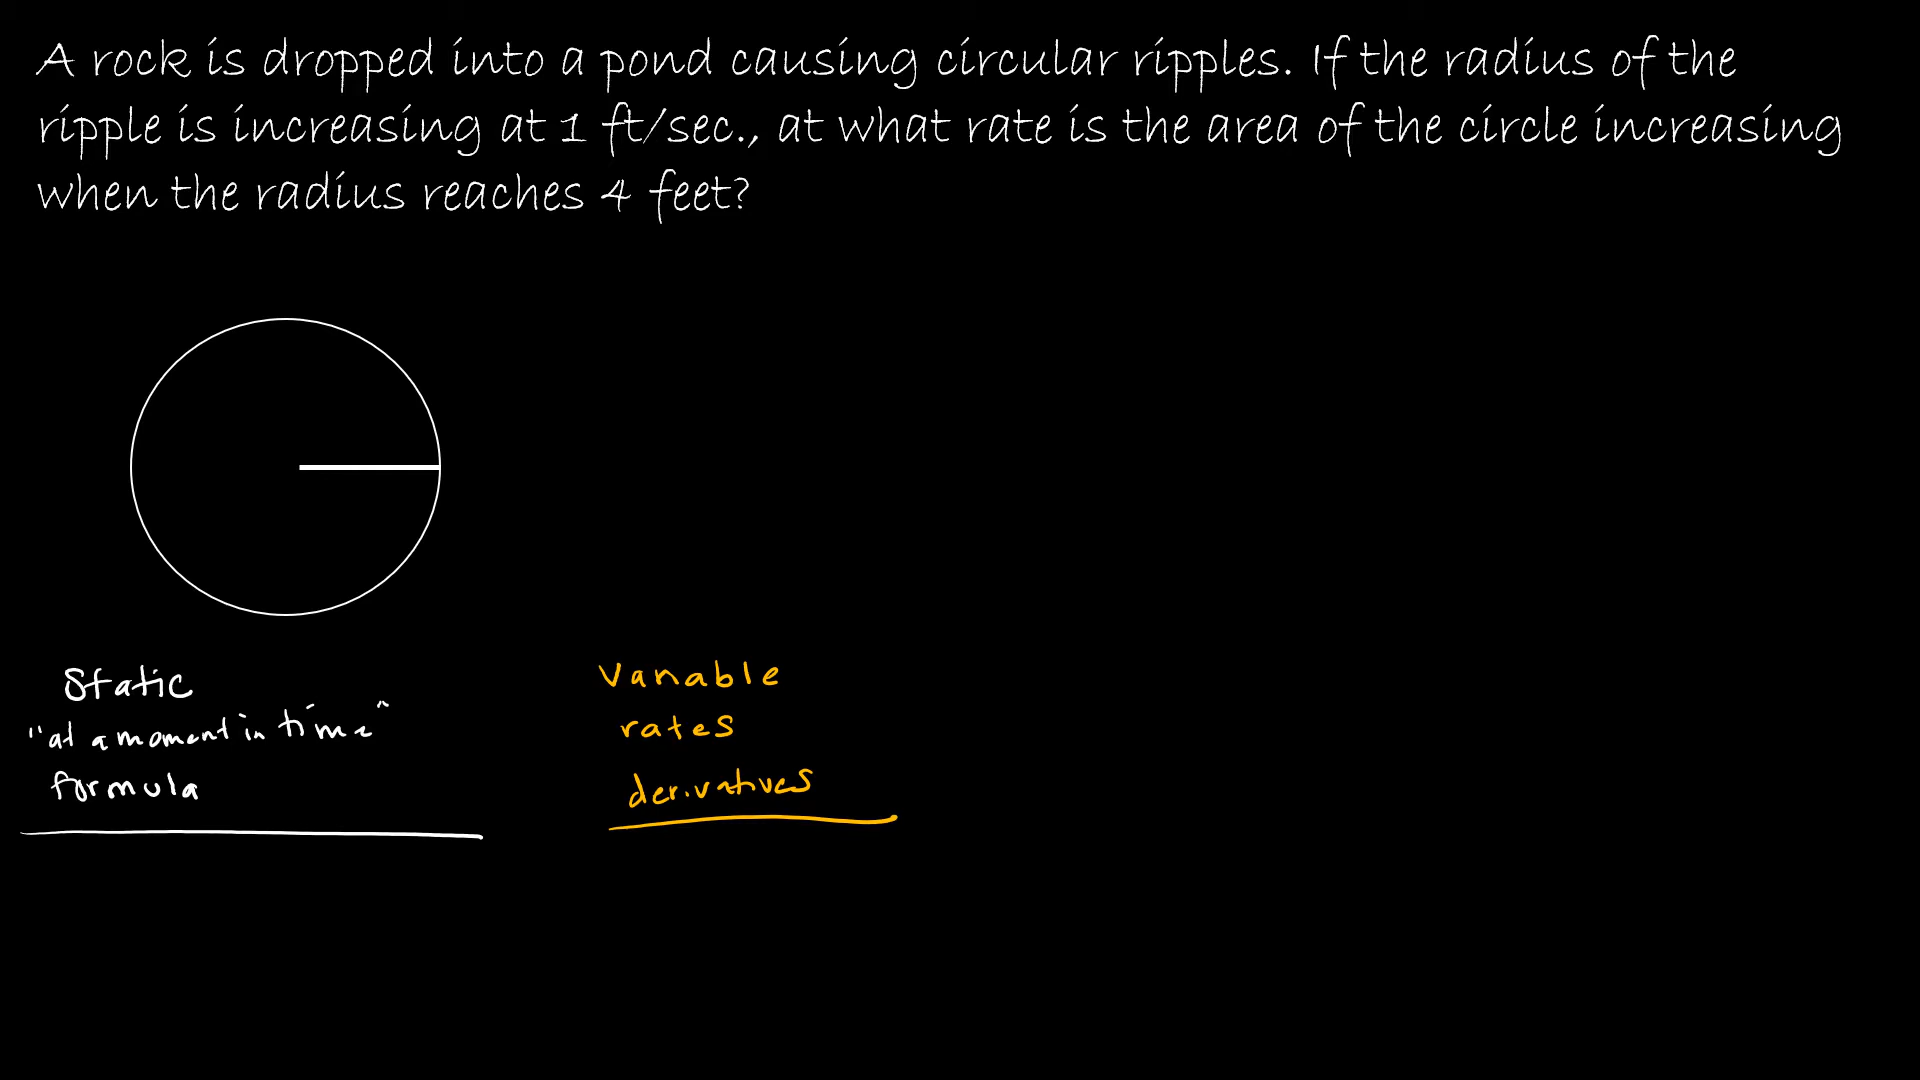 A rock is dropped into a pond causing circular ripples. If the radius of the
ripple is increasing at 1 ft/sec., at what rate is the area of the circle increasing
when the radius reaches 4 feet?
Static
"at a moment in time"
formula
Variable
rates
derivatives